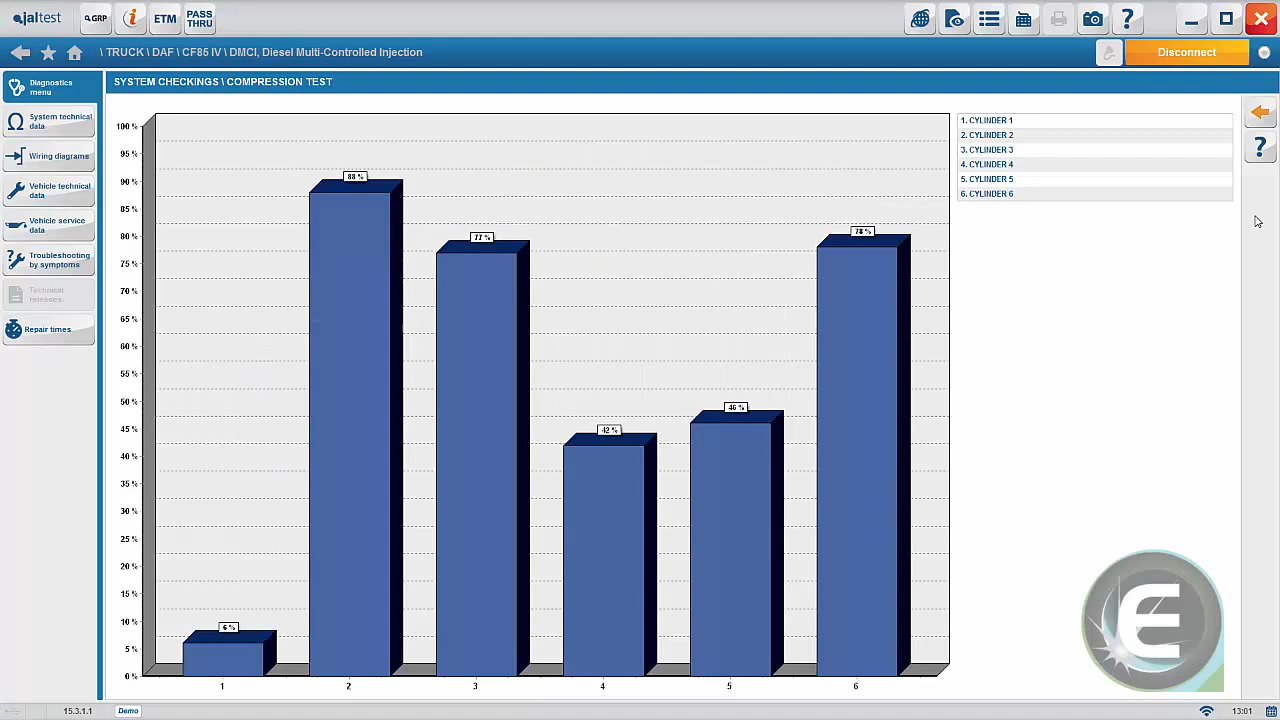 jaltest
GRP
i
ETM
PASS
THRU
?
\ TRUCK \ DAF \ CF85 IV \ DMCI, Diesel Multi-Controlled Injection
Disconnect
Diagnostics
menu
System technical
data
Wiring diagrams
Vehicle technical
data
Vehicle service
data
Troubleshooting
by symptoms
Technical
releases
Repair times
SYSTEM CHECKINGS \ COMPRESSION TEST
100 %
95 %
90 %
85 %
80 %
75 %
70 %
65 %
60 %
55 %
50 %
45 %
40 %
35 %
30 %
25 %
20 %
15 %
10 %
5 %
0 %
6 %
88 %
77 %
42 %
46 %
78 %
1
2
3
4
5
6
1. CYLINDER 1
2. CYLINDER 2
3. CYLINDER 3
4. CYLINDER 4
5. CYLINDER 5
6. CYLINDER 6
?
E
15.3.1.1
Demo
13:01